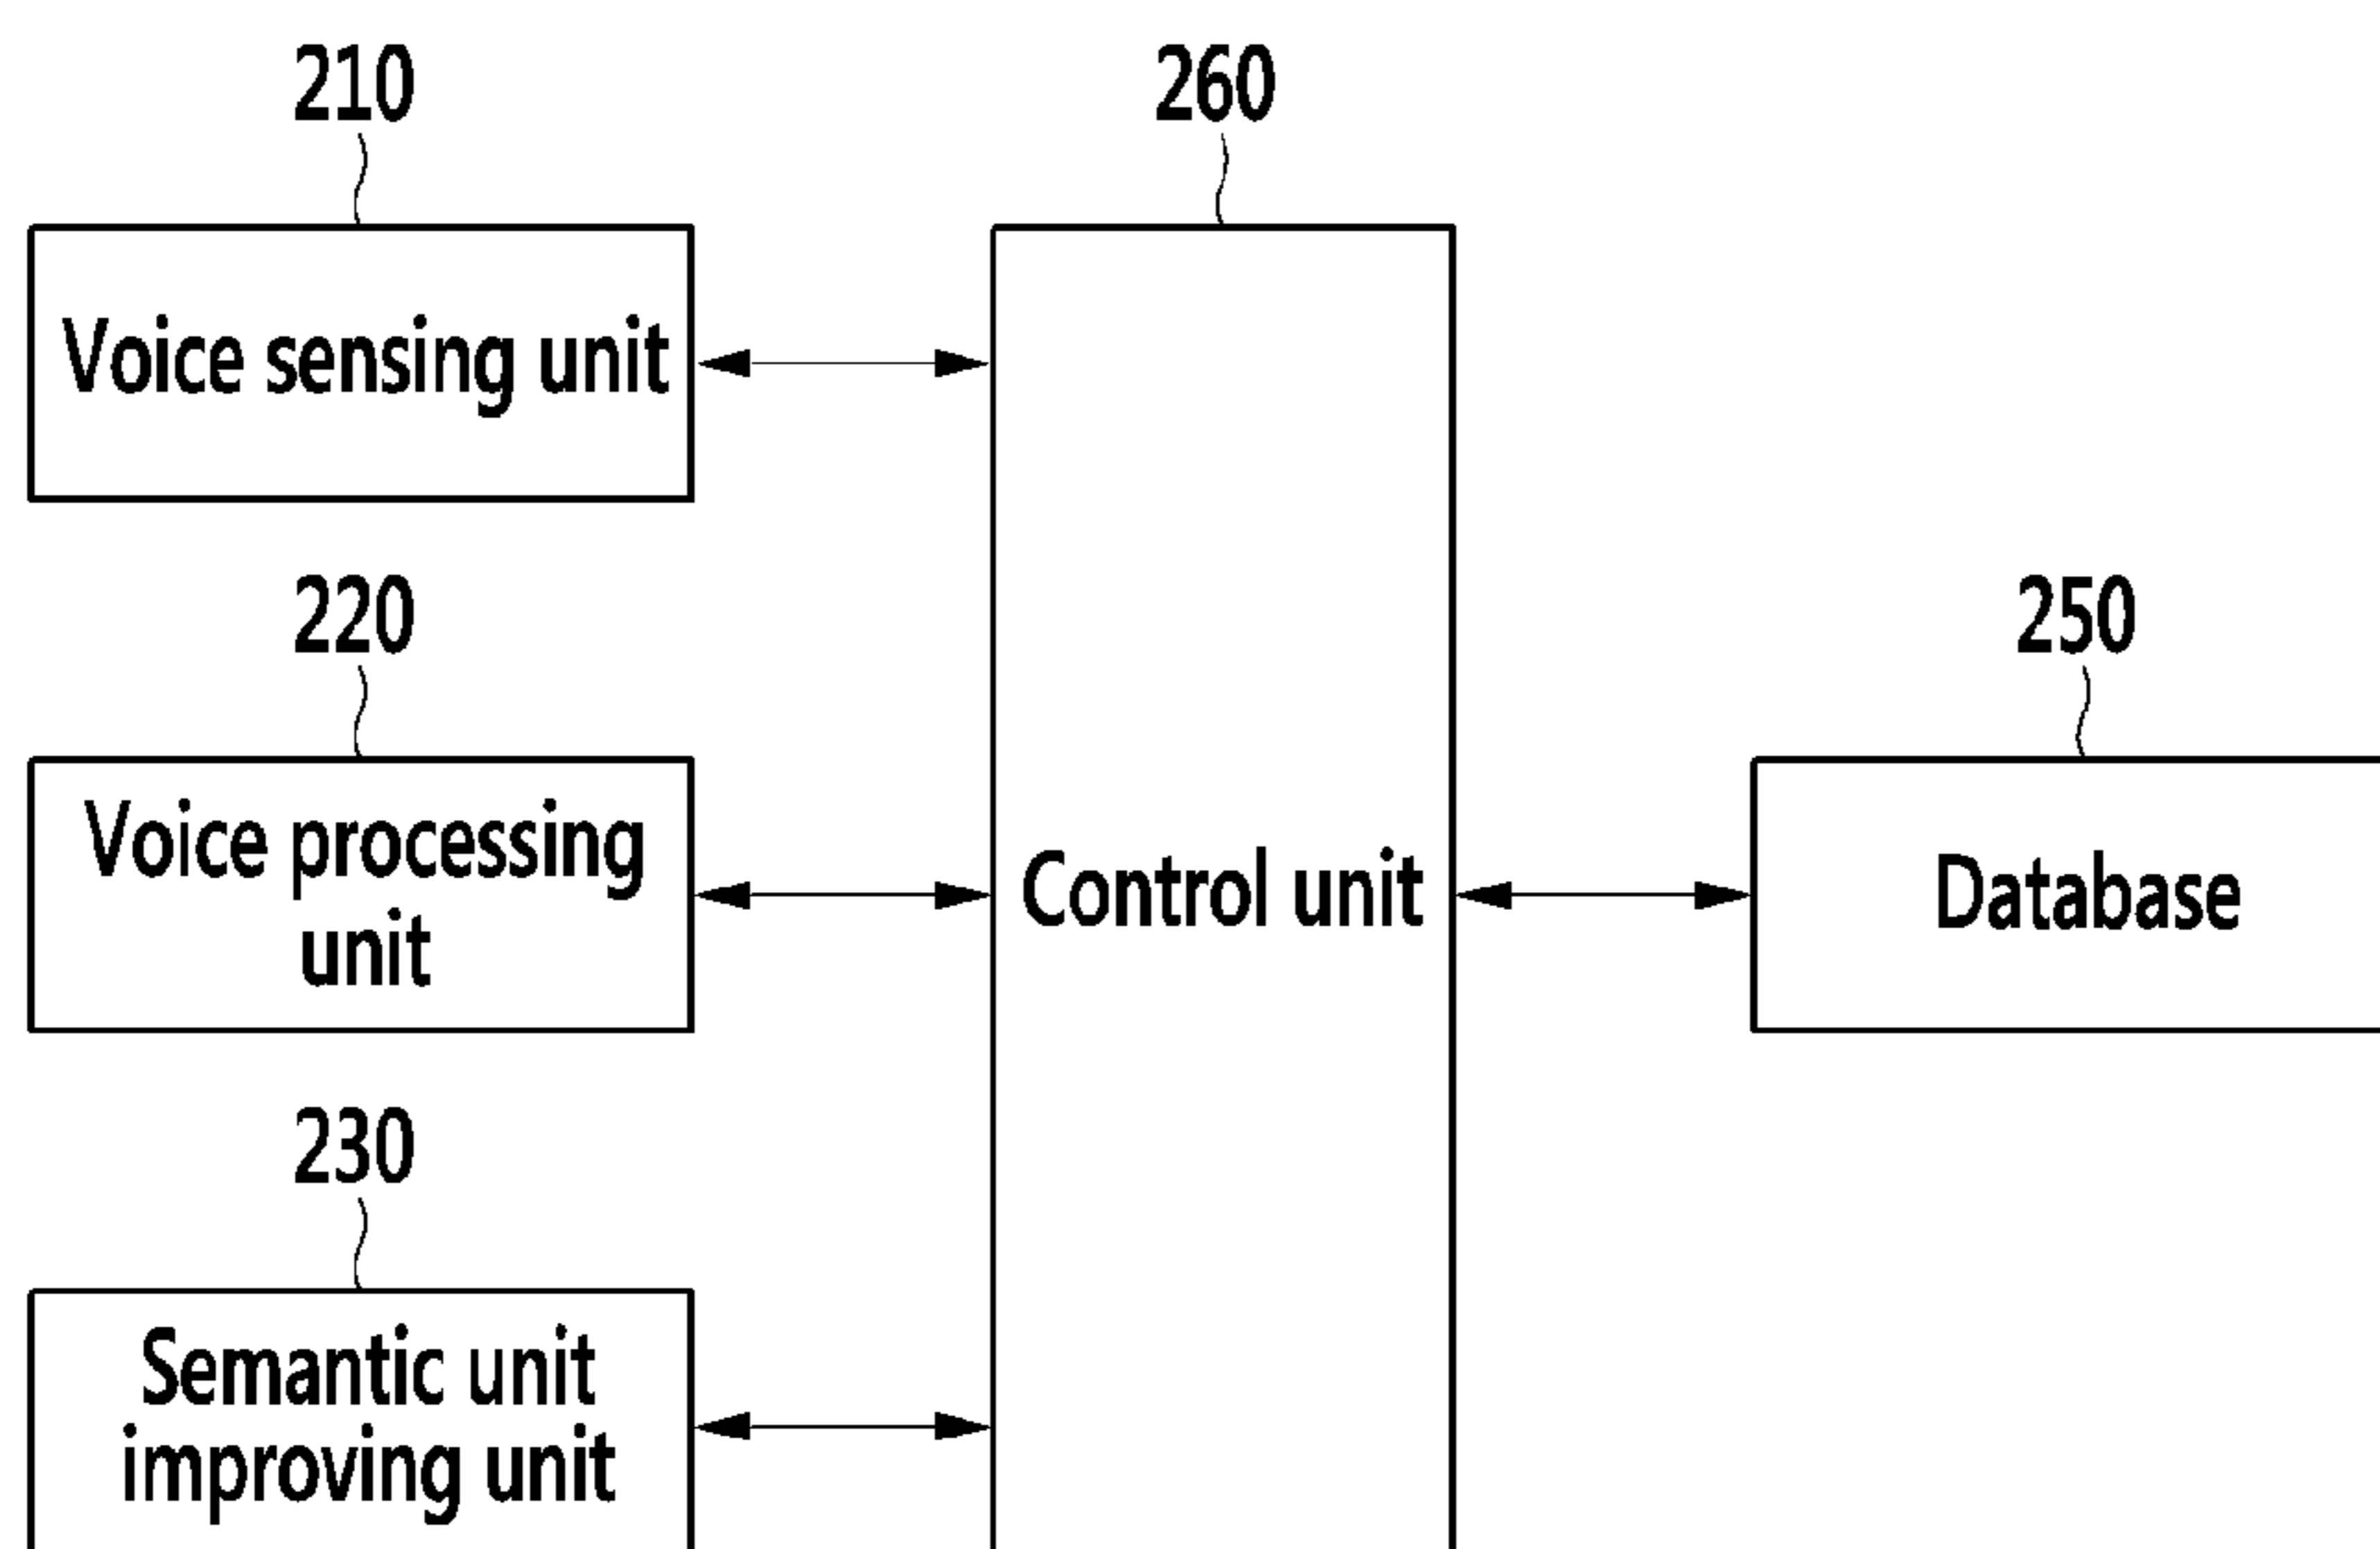 210
260
Voice sensing unit
220
250
Voice processing
unit
Control unit
Database
230
Semantic unit
improving unit